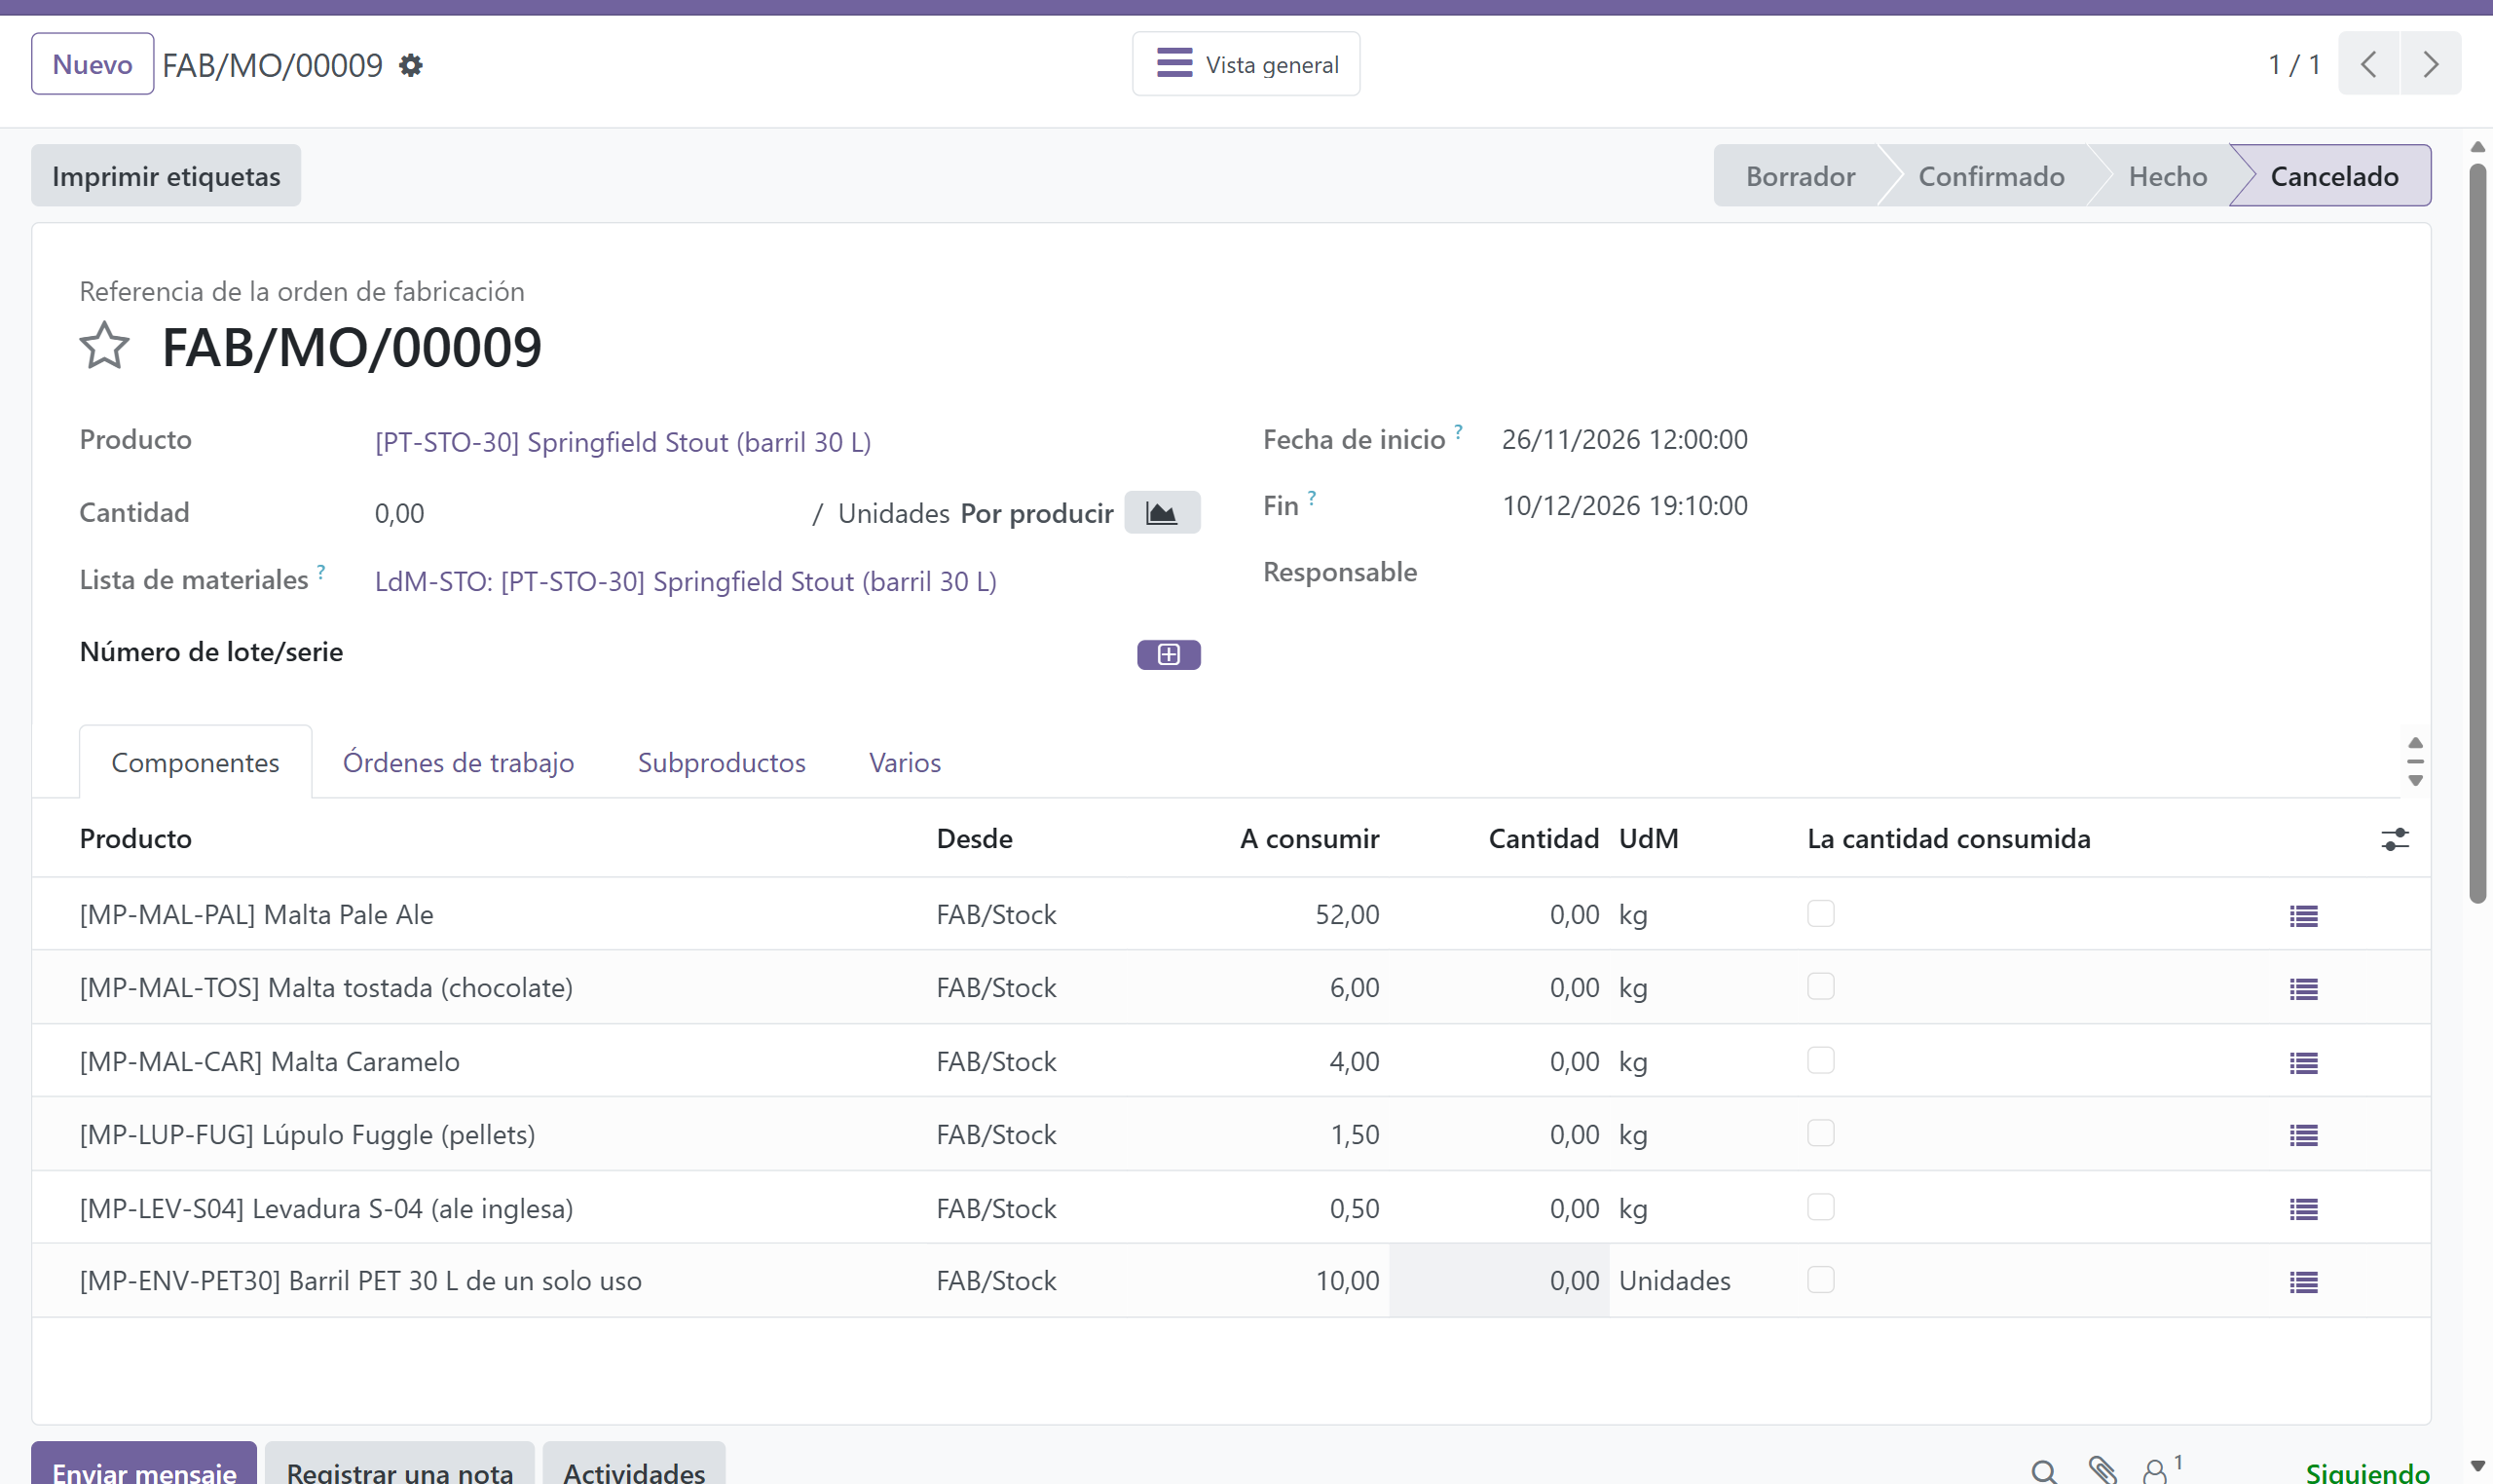 Nuevo FAB/MO/00009 Vista general 1 / 1
Imprimir etiquetas Borrador Confirmado Hecho Cancelado
Referencia de la orden de fabricación
FAB/MO/00009
Producto [PT-STO-30] Springfield Stout (barril 30 L) Fecha de inicio ? 26/11/2026 12:00:00
Cantidad 0,00 / Unidades Por producir Fin ? 10/12/2026 19:10:00
Lista de materiales ? LdM-STO: [PT-STO-30] Springfield Stout (barril 30 L) Responsable
Número de lote/serie
Componentes Órdenes de trabajo Subproductos Varios
Producto Desde A consumir Cantidad UdM La cantidad consumida
[MP-MAL-PAL] Malta Pale Ale FAB/Stock 52,00 0,00 kg
[MP-MAL-TOS] Malta tostada (chocolate) FAB/Stock 6,00 0,00 kg
[MP-MAL-CAR] Malta Caramelo FAB/Stock 4,00 0,00 kg
[MP-LUP-FUG] Lúpulo Fuggle (pellets) FAB/Stock 1,50 0,00 kg
[MP-LEV-S04] Levadura S-04 (ale inglesa) FAB/Stock 0,50 0,00 kg
[MP-ENV-PET30] Barril PET 30 L de un solo uso FAB/Stock 10,00 0,00 Unidades
Enviar mensaje Registrar una nota Actividades 1 Siguiendo